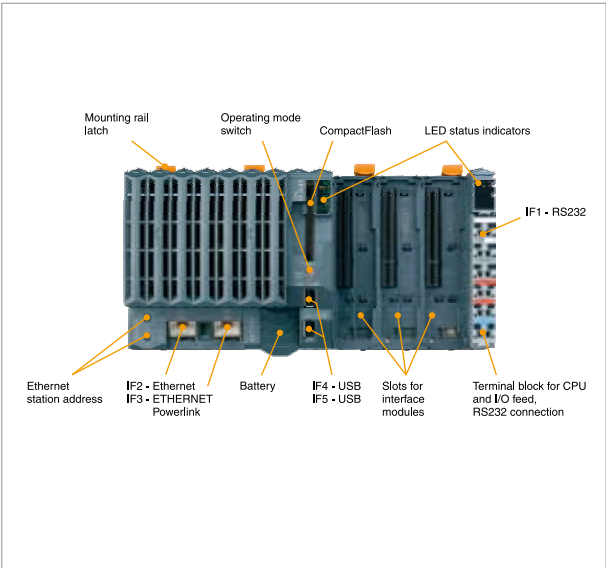 Mounting rail
latch
Operating mode
switch
CompactFlash
LED status indicators
IF1 - RS232
Ethernet
station address
IF2 - Ethernet
IF3 - ETHERNET
Powerlink
Battery
IF4 - USB
IF5 - USB
Slots for
interface
modules
Terminal block for CPU
and I/O feed,
RS232 connection